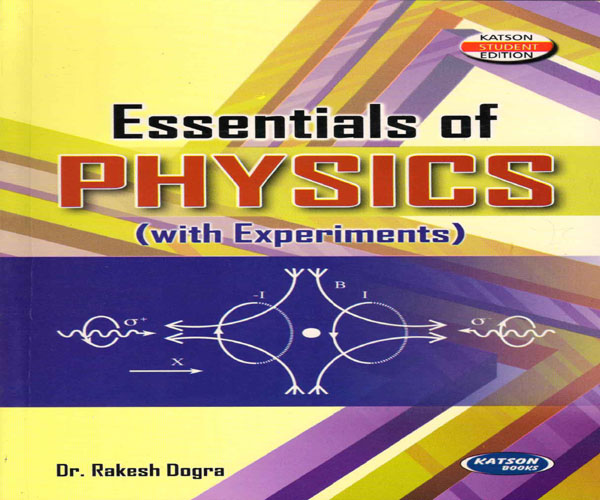 KATSON
STUDENT
EDITION
Essentials of
PHYSICS
(with Experiments)
-I
B
I
σ⁺
σ⁻
X
Dr. Rakesh Dogra
KATSON
BOOKS